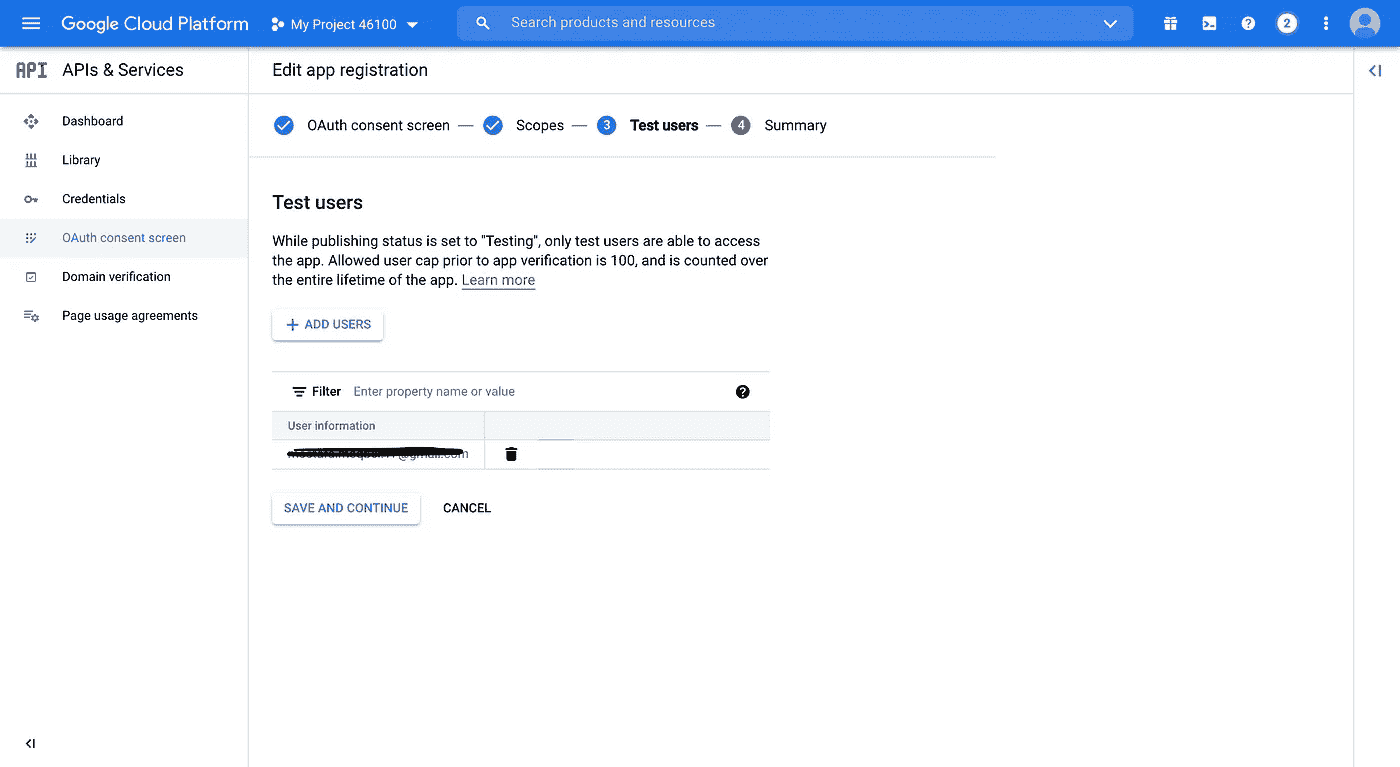 Google Cloud Platform
My Project 46100
Search products and resources
2
API APIs & Services
Edit app registration
Dashboard
Library
Credentials
OAuth consent screen
Domain verification
Page usage agreements
OAuth consent screen — Scopes — 3 Test users — 4 Summary
Test users
While publishing status is set to "Testing", only test users are able to access
the app. Allowed user cap prior to app verification is 100, and is counted over
the entire lifetime of the app. Learn more
+ ADD USERS
Filter Enter property name or value
User information
@gmail.com
SAVE AND CONTINUE
CANCEL